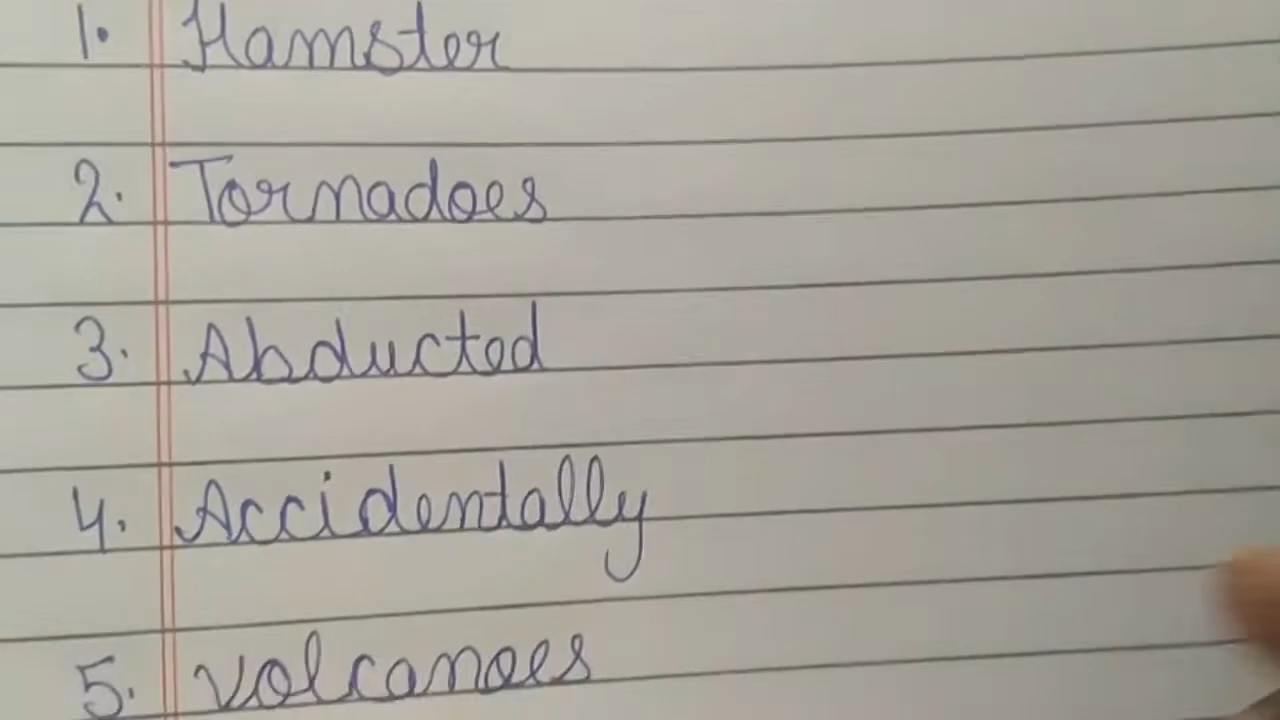 1. Hamster
2. Tornadoes
3. Abducted
4. Accidentally
5. Volcanoes